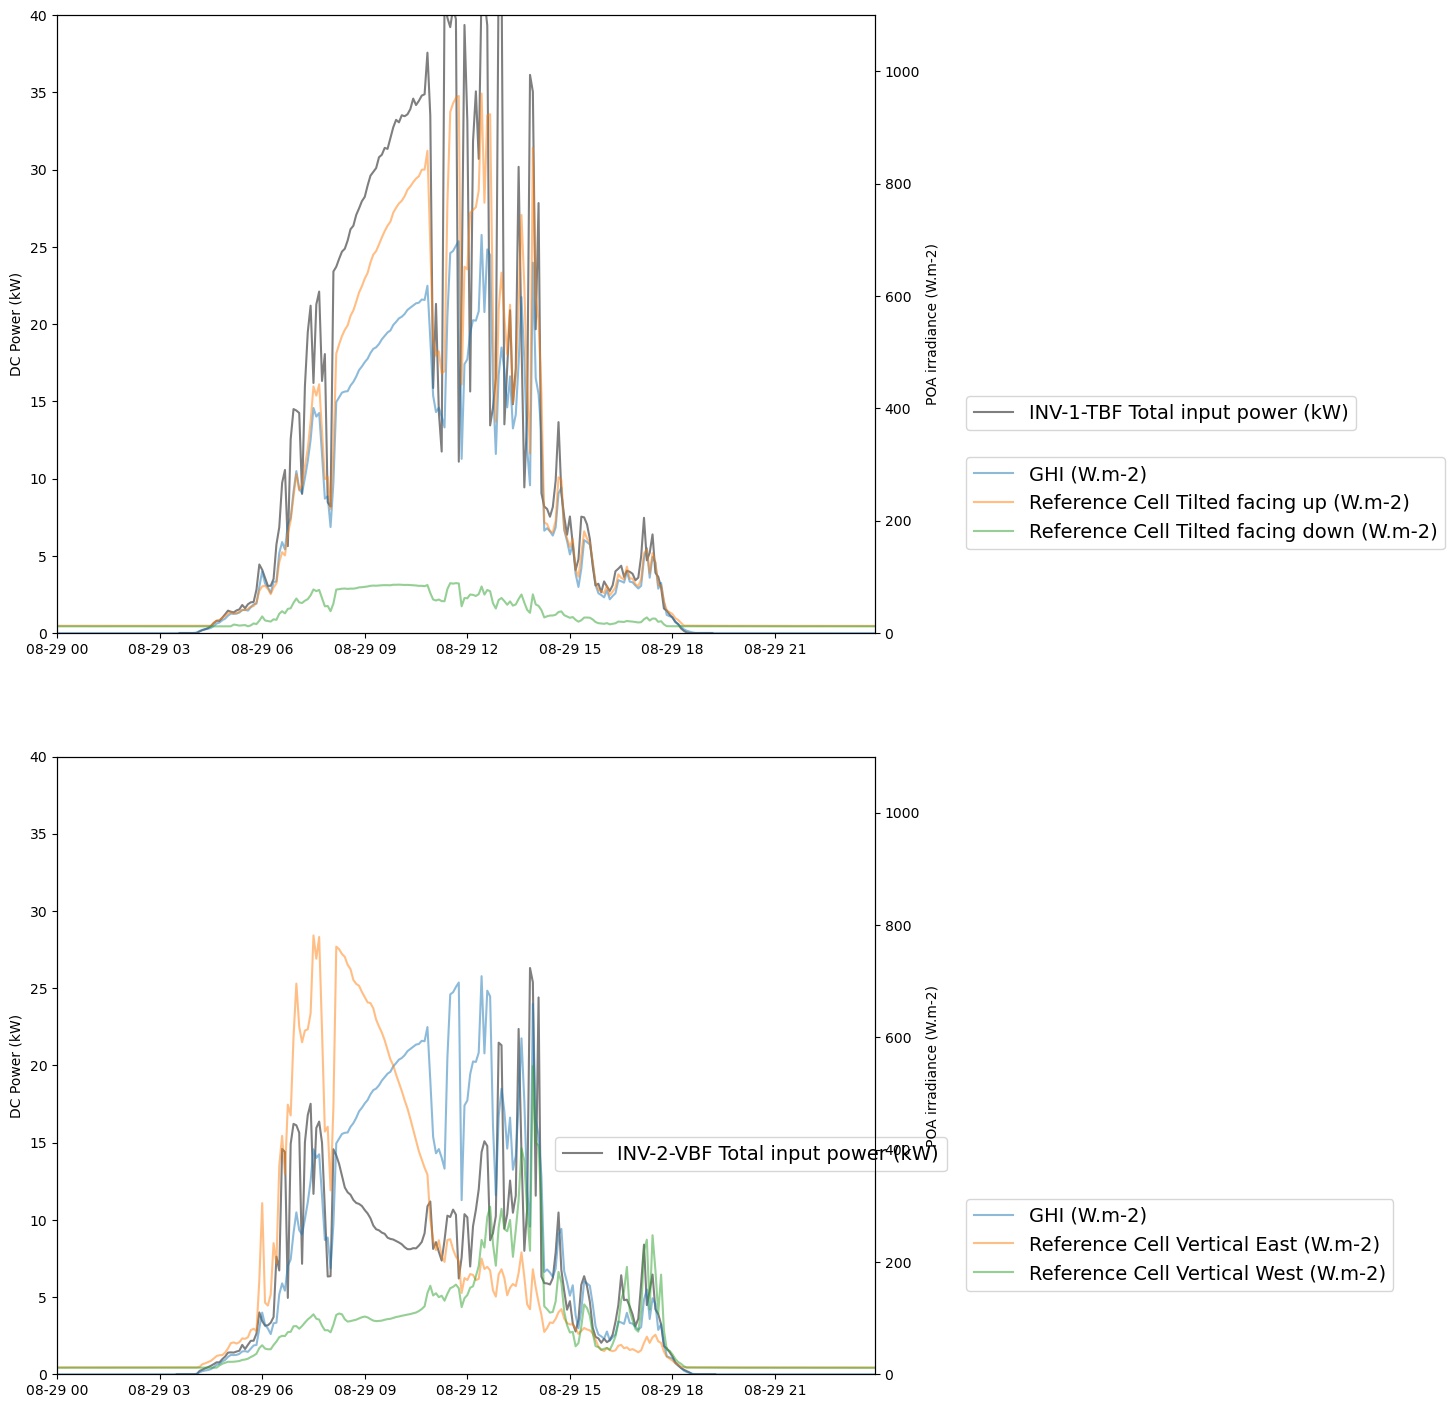 40
35
30
25
20
15
10
5
0
DC Power (kW)
1000
800
600
400
200
0
POA irradiance (W.m-2)
08-29 00 08-29 03 08-29 06 08-29 09 08-29 12 08-29 15 08-29 18 08-29 21
INV-1-TBF Total input power (kW)
GHI (W.m-2)
Reference Cell Tilted facing up (W.m-2)
Reference Cell Tilted facing down (W.m-2)
40
35
30
25
20
15
10
5
0
DC Power (kW)
1000
800
600
400
200
0
POA irradiance (W.m-2)
08-29 00 08-29 03 08-29 06 08-29 09 08-29 12 08-29 15 08-29 18 08-29 21
INV-2-VBF Total input power (kW)
GHI (W.m-2)
Reference Cell Vertical East (W.m-2)
Reference Cell Vertical West (W.m-2)